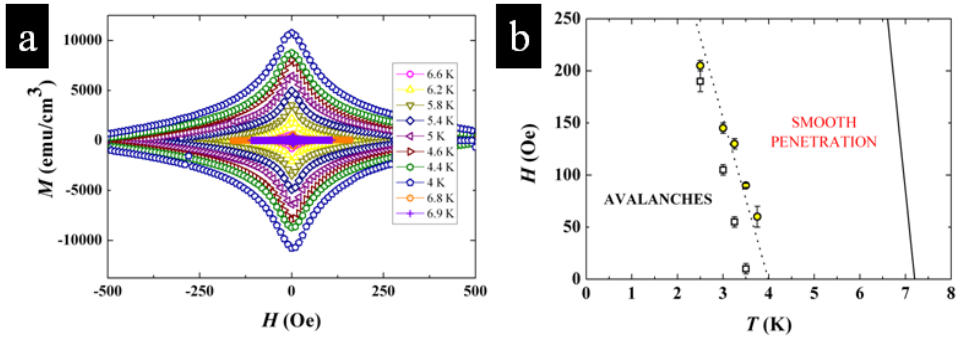 a
10000
5000
0
-5000
-10000
M (emu/cm³)
-500
-250
0
250
500
H (Oe)
6.6 K
6.2 K
5.8 K
5.4 K
5 K
4.6 K
4.4 K
4 K
6.8 K
6.9 K
b
250
200
150
100
50
0
H (Oe)
SMOOTH
PENETRATION
AVALANCHES
0
1
2
3
4
5
6
7
8
T (K)